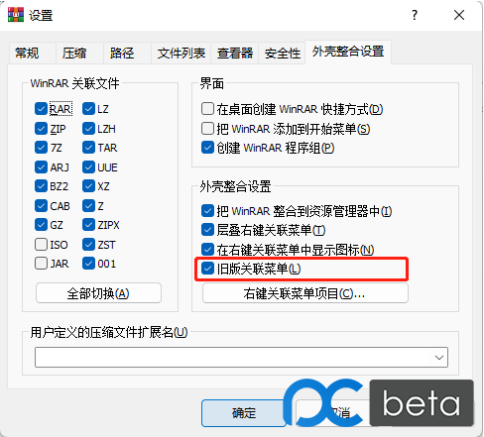 设置
?
常规 压缩 路径 文件列表 查看器 安全性 外壳整合设置
WinRAR 关联文件
RAR LZ
ZIP LZH
7Z TAR
ARJ UUE
BZ2 XZ
CAB Z
GZ ZIPX
ISO ZST
JAR 001
全部切换(A)
界面
在桌面创建 WinRAR 快捷方式(D)
把 WinRAR 添加到开始菜单(S)
创建 WinRAR 程序组(P)
外壳整合设置
把 WinRAR 整合到资源管理器中(I)
层叠右键关联菜单(T)
在右键关联菜单中显示图标(N)
旧版关联菜单(L)
右键关联菜单项目(C)...
用户定义的压缩文件扩展名(U)
确定
消
pc beta